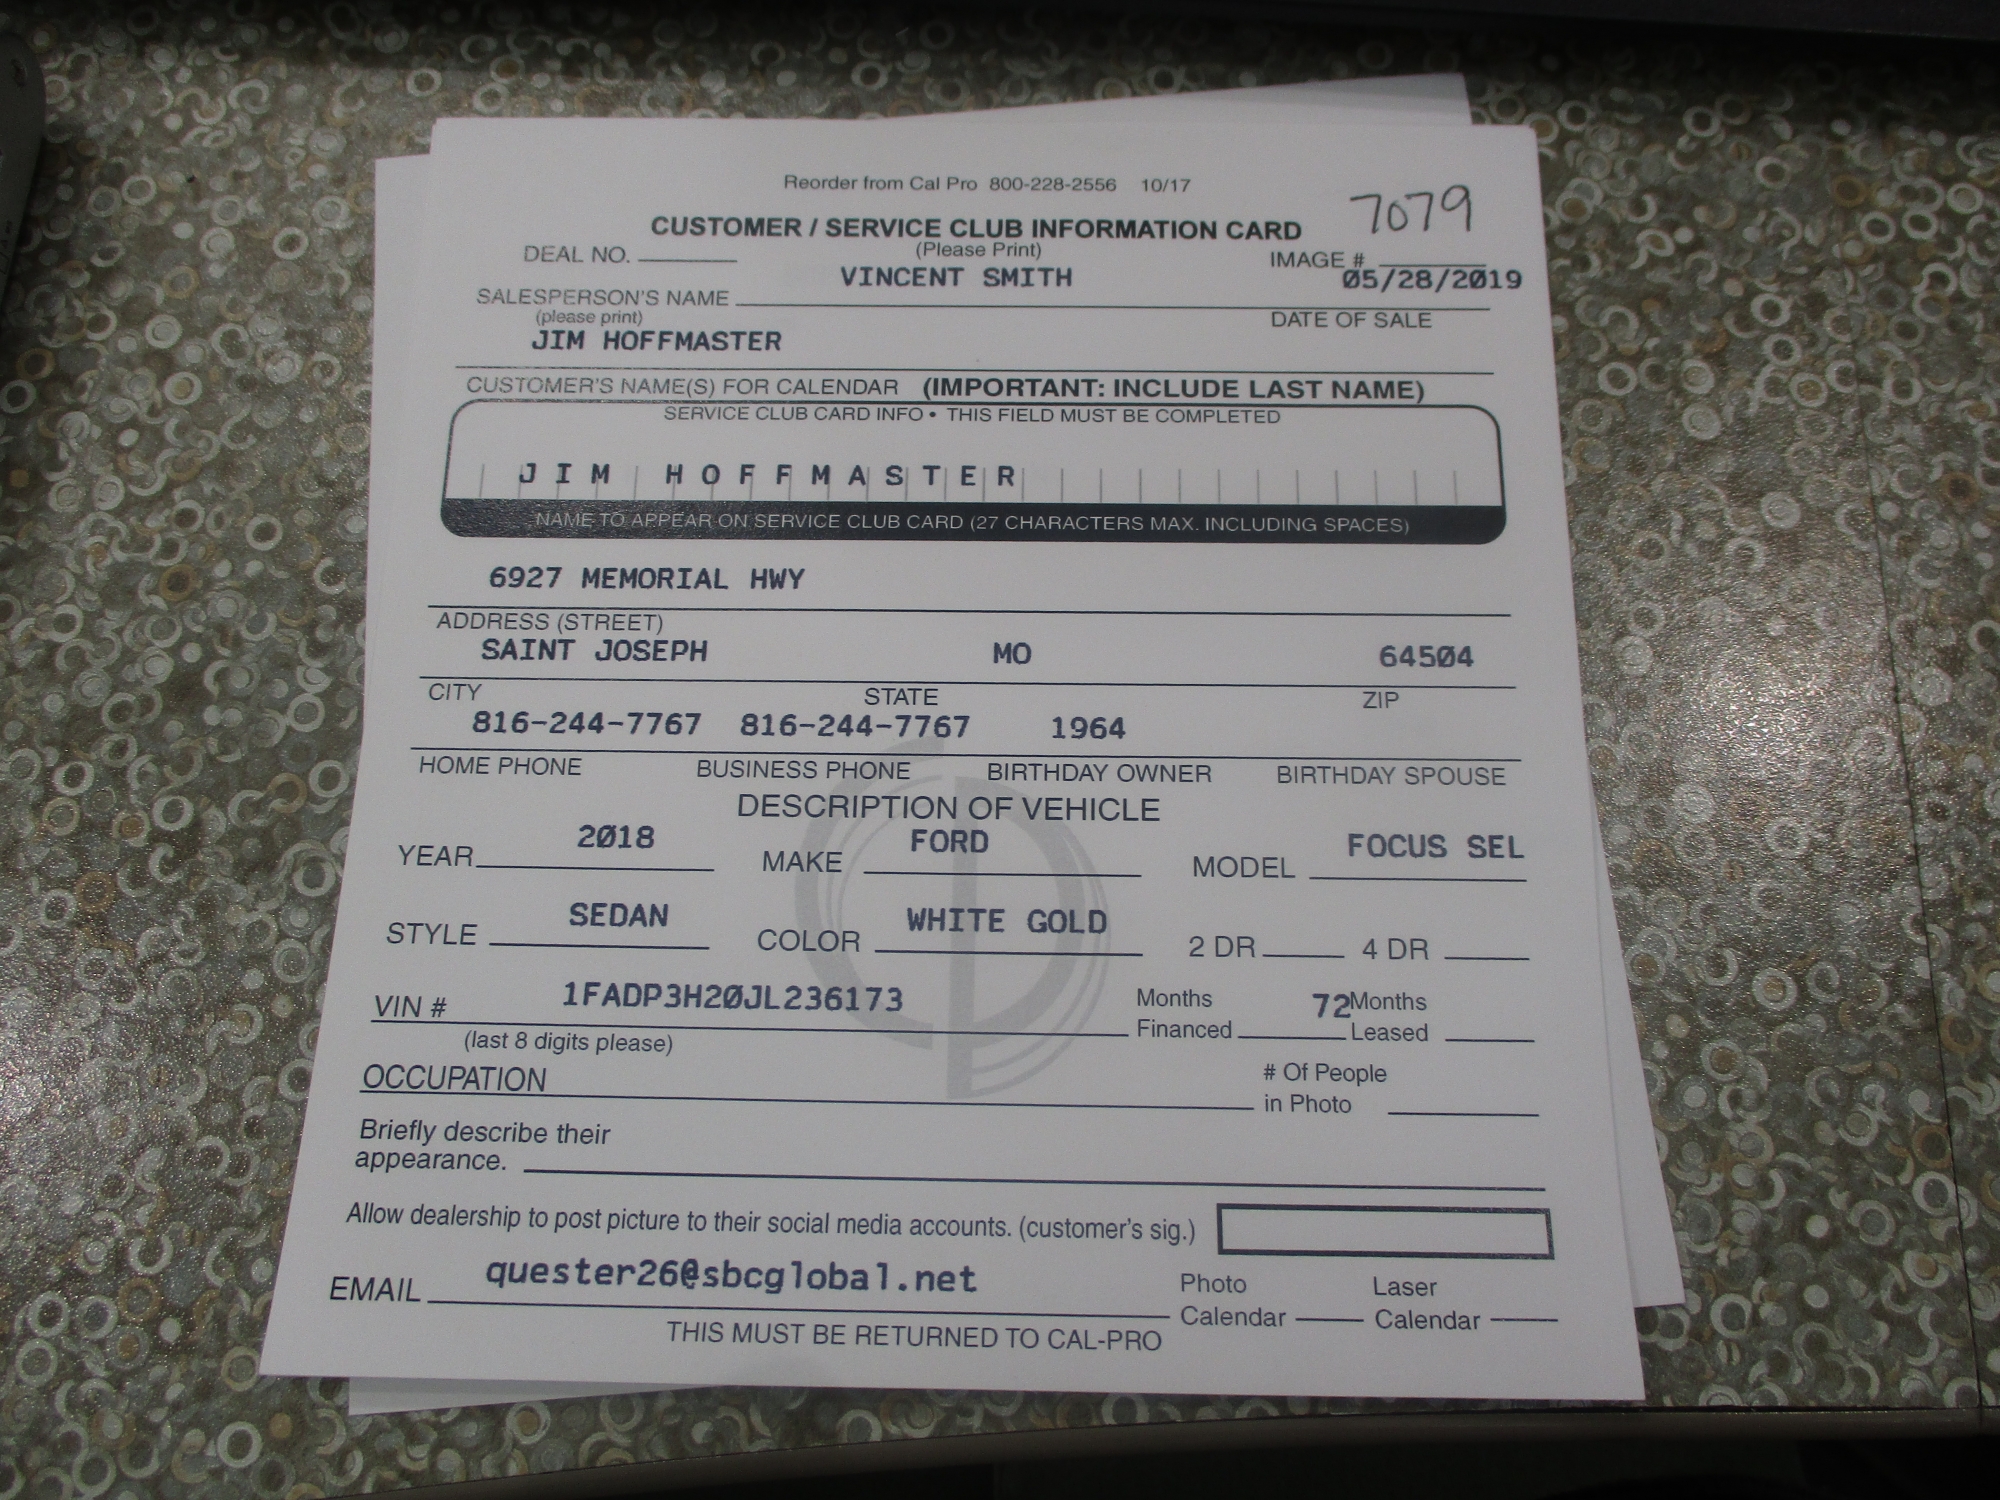 Reorder from Cal Pro 800-228-2556 10/17
7079
CUSTOMER / SERVICE CLUB INFORMATION CARD
DEAL NO. (Please Print) IMAGE #
VINCENT SMITH 05/28/2019
SALESPERSON'S NAME
(please print) DATE OF SALE
JIM HOFFMASTER
CUSTOMER'S NAME(S) FOR CALENDAR (IMPORTANT: INCLUDE LAST NAME)
SERVICE CLUB CARD INFO • THIS FIELD MUST BE COMPLETED
JIM HOFFMASTER
NAME TO APPEAR ON SERVICE CLUB CARD (27 CHARACTERS MAX. INCLUDING SPACES)
6927 MEMORIAL HWY
ADDRESS (STREET)
SAINT JOSEPH MO 64504
CITY STATE ZIP
816-244-7767 816-244-7767 1964
HOME PHONE BUSINESS PHONE BIRTHDAY OWNER BIRTHDAY SPOUSE
DESCRIPTION OF VEHICLE
YEAR 2018 MAKE FORD MODEL FOCUS SEL
STYLE SEDAN COLOR WHITE GOLD 2 DR 4 DR
VIN # 1FADP3H20JL236173 Months Financed 72 Months Leased
(last 8 digits please)
OCCUPATION # Of People in Photo
Briefly describe their
appearance.
Allow dealership to post picture to their social media accounts. (customer's sig.)
EMAIL quester26@sbcglobal.net Photo Calendar Laser Calendar
THIS MUST BE RETURNED TO CAL-PRO